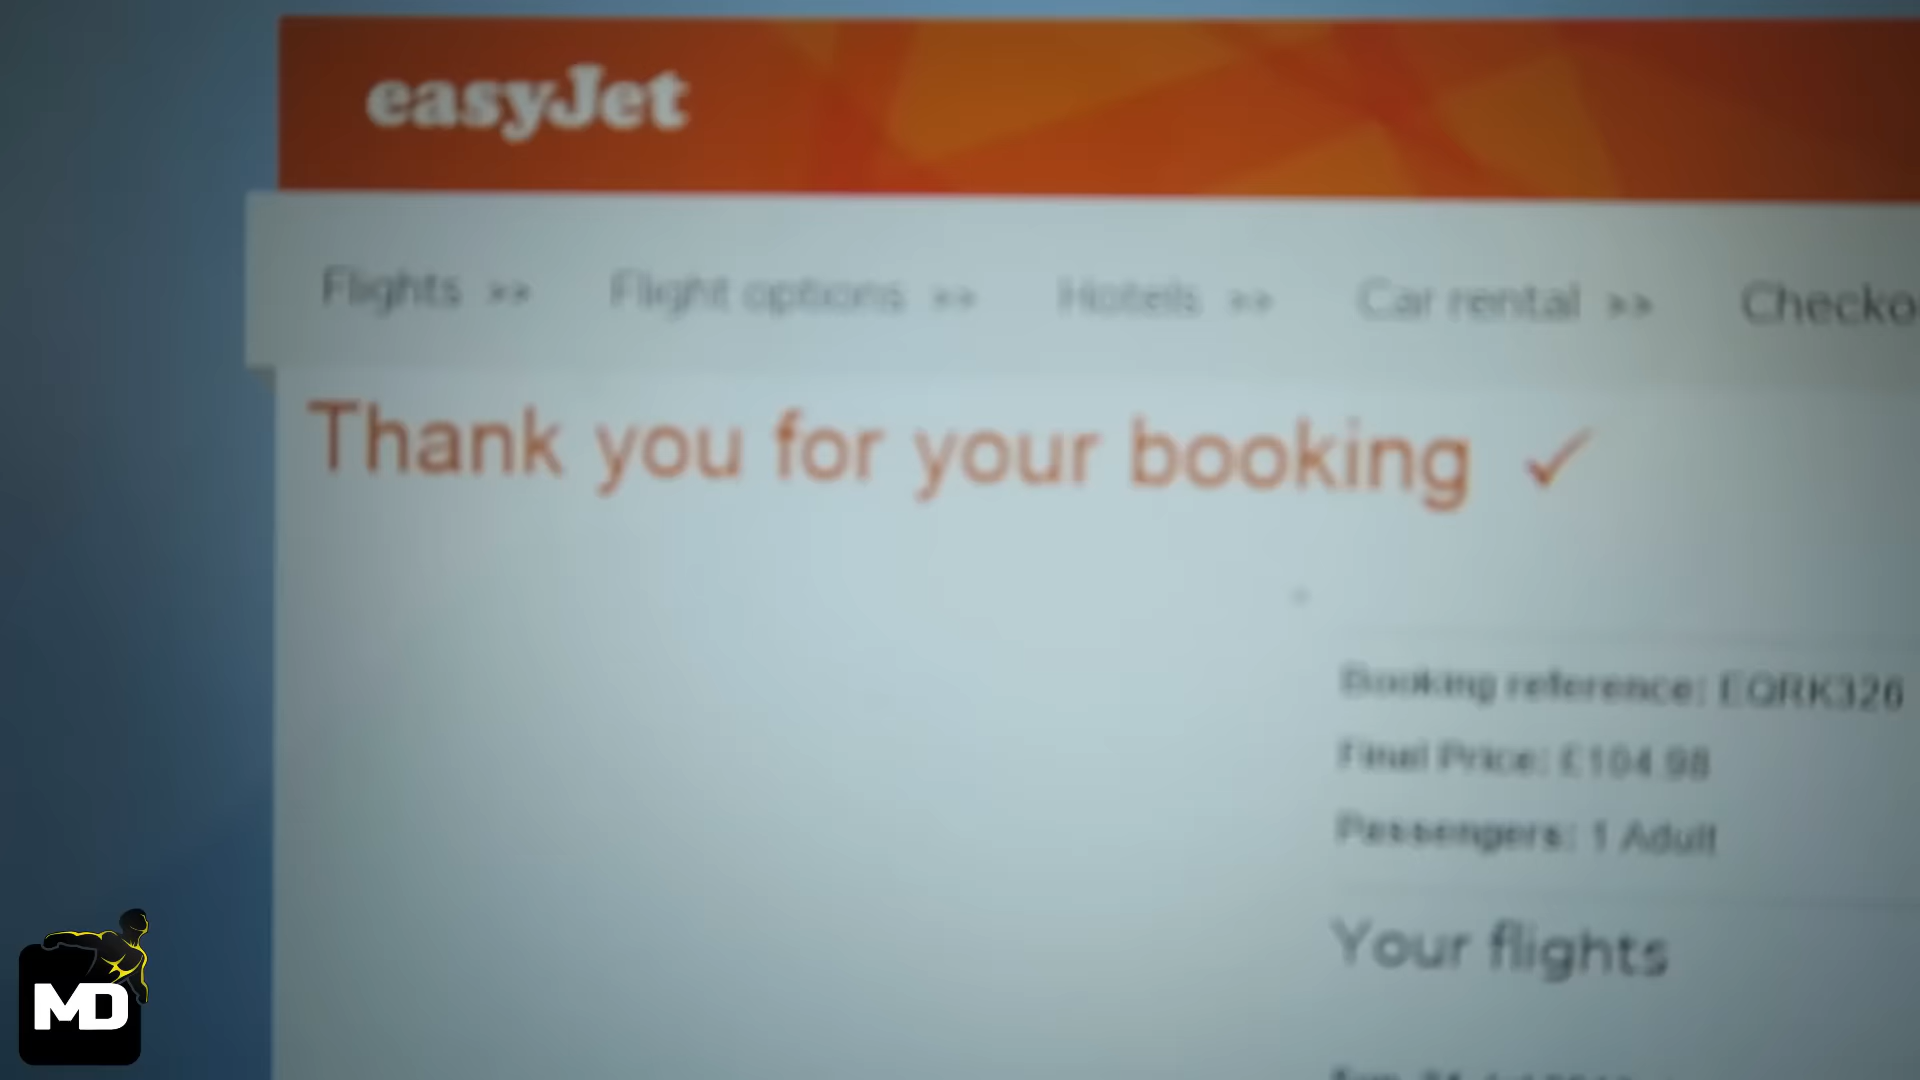 easyJet
Flights >> Flight options >> Hotels >> Car rental >> Checko
Thank you for your booking ✓
Booking reference: EQRK326
Final Price: £104.98
Passengers: 1 Adult
Your flights
MD